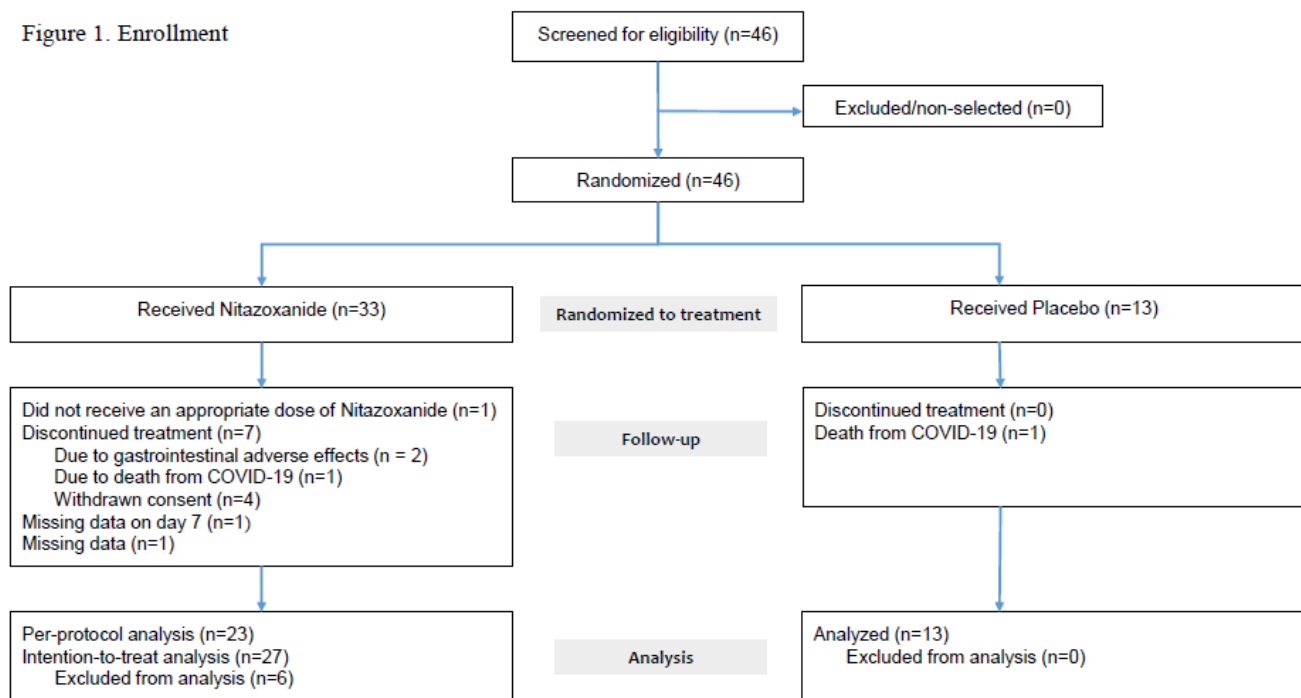 Figure 1. Enrollment
Screened for eligibility (n=46)
Excluded/non-selected (n=0)
Randomized (n=46)
Received Nitazoxanide (n=33)
Randomized to treatment
Received Placebo (n=13)
Did not receive an appropriate dose of Nitazoxanide (n=1)
Discontinued treatment (n=7)
Due to gastrointestinal adverse effects (n = 2)
Due to death from COVID-19 (n=1)
Withdrawn consent (n=4)
Missing data on day 7 (n=1)
Missing data (n=1)
Follow-up
Discontinued treatment (n=0)
Death from COVID-19 (n=1)
Per-protocol analysis (n=23)
Intention-to-treat analysis (n=27)
Excluded from analysis (n=6)
Analysis
Analyzed (n=13)
Excluded from analysis (n=0)